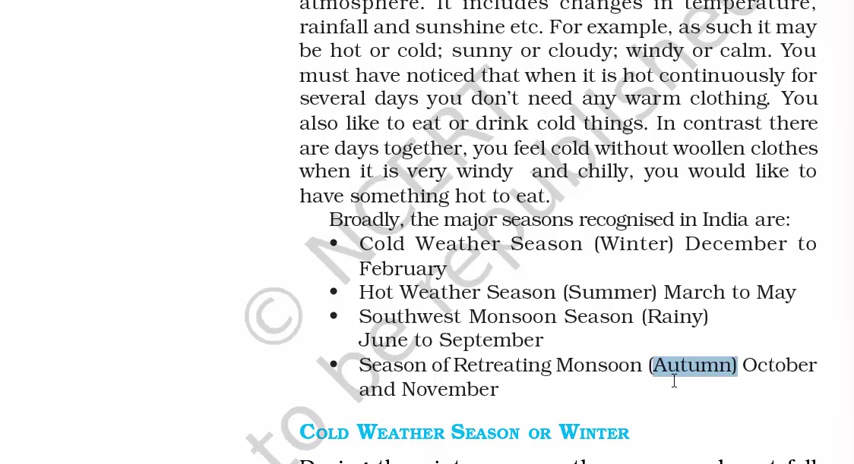 atmosphere. It includes changes in temperature,
rainfall and sunshine etc. For example, as such it may
be hot or cold; sunny or cloudy; windy or calm. You
must have noticed that when it is hot continuously for
several days you don't need any warm clothing. You
also like to eat or drink cold things. In contrast there
are days together, you feel cold without woollen clothes
when it is very windy and chilly, you would like to
have something hot to eat.
Broadly, the major seasons recognised in India are:
• Cold Weather Season (Winter) December to
February
• Hot Weather Season (Summer) March to May
• Southwest Monsoon Season (Rainy)
June to September
• Season of Retreating Monsoon (Autumn) October
and November
COLD WEATHER SEASON OR WINTER
© NCERT
to be republished